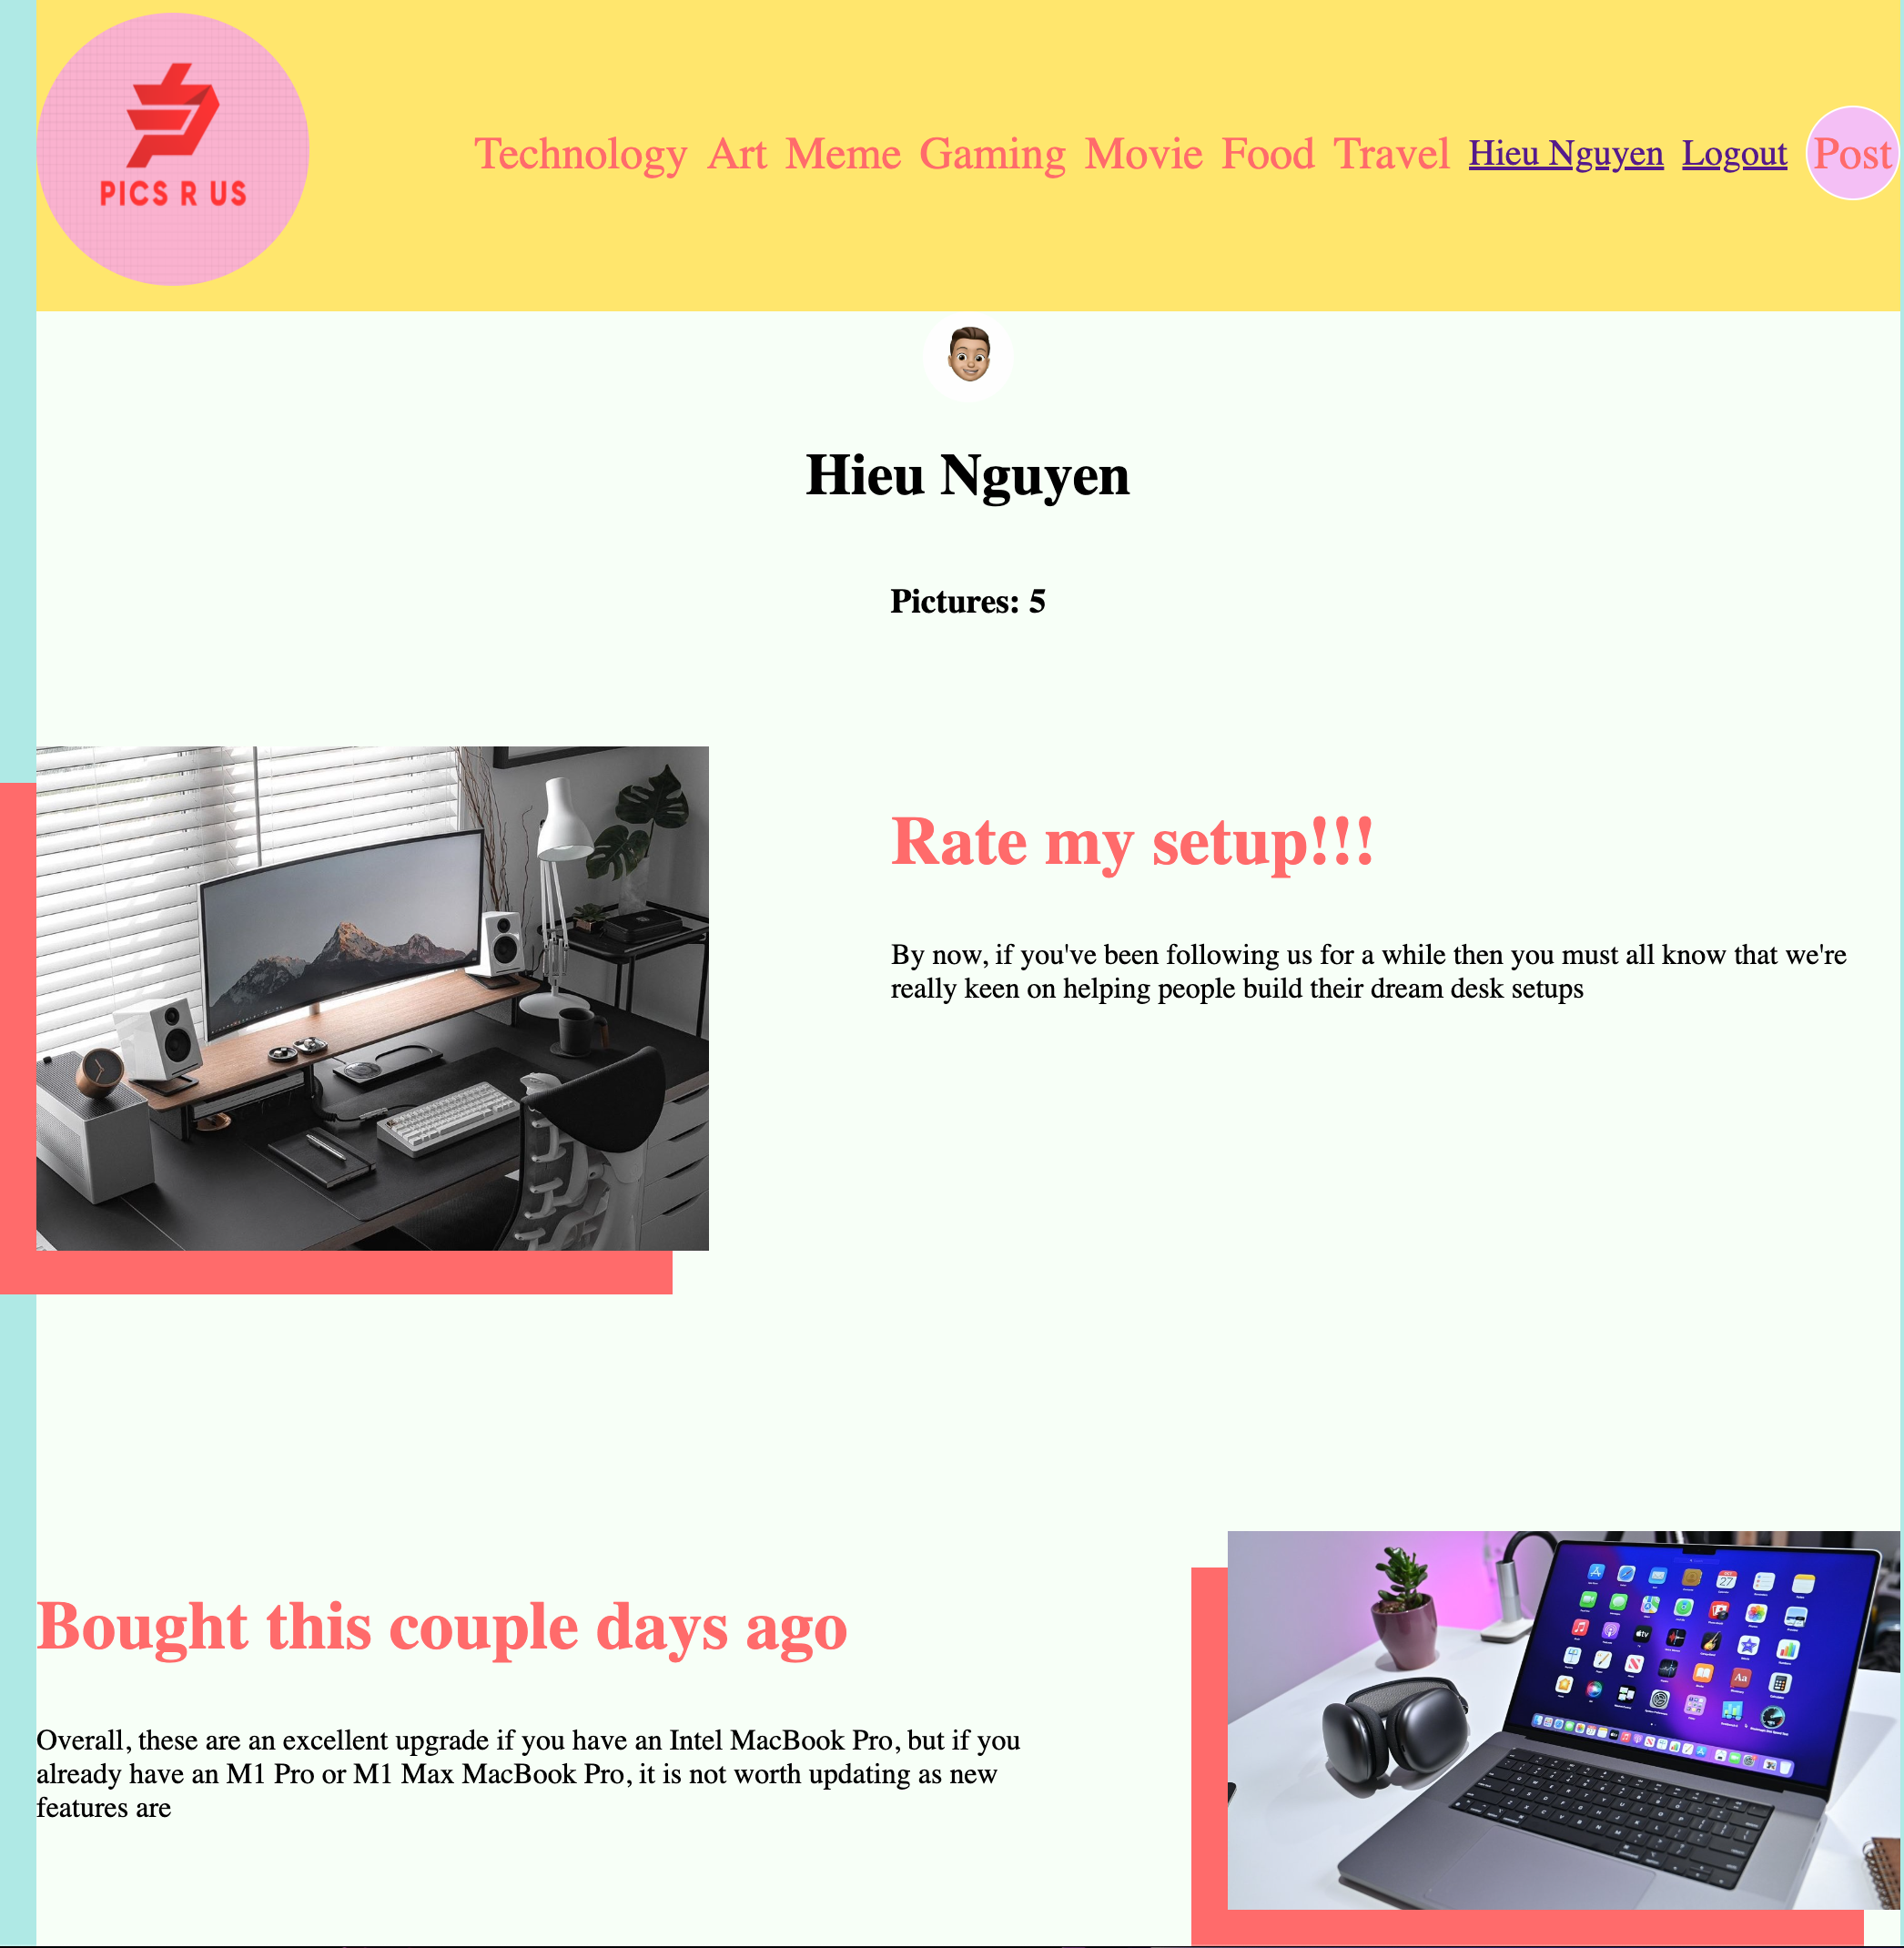 PICS R US
Technology Art Meme Gaming Movie Food Travel Hieu Nguyen Logout Post
Hieu Nguyen
Pictures: 5
Rate my setup!!!
By now, if you've been following us for a while then you must all know that we're
really keen on helping people build their dream desk setups
Bought this couple days ago
Overall, these are an excellent upgrade if you have an Intel MacBook Pro, but if you
already have an M1 Pro or M1 Max MacBook Pro, it is not worth updating as new
features are